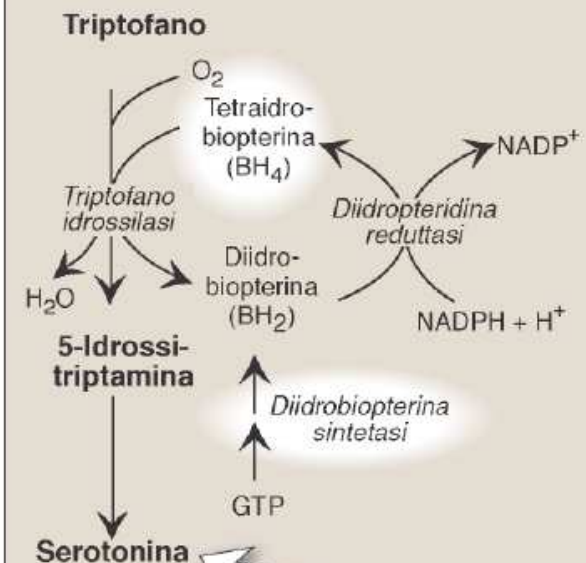 Triptofano
O₂
Tetraidro-
biopterina
(BH₄)
NADP⁺
Triptofano
idrossilasi
Diidropteridina
reduttasi
Diidro-
biopterina
(BH₂)
H₂O
NADPH + H⁺
5-Idrossi-
triptamina
Diidrobiopterina
sintetasi
GTP
Serotonina